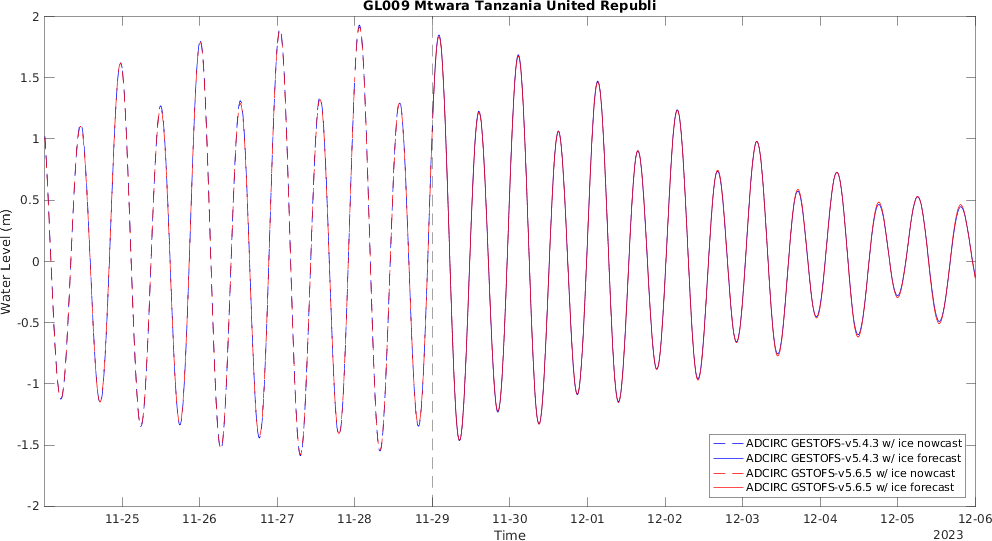 GL009 Mtwara Tanzania United Republi
2
1.5
1
0.5
0
-0.5
-1
-1.5
-2
Water Level (m)
ADCIRC GESTOFS-v5.4.3 w/ ice nowcast
ADCIRC GESTOFS-v5.4.3 w/ ice forecast
ADCIRC GSTOFS-v5.6.5 w/ ice nowcast
ADCIRC GSTOFS-v5.6.5 w/ ice forecast
11-25 11-26 11-27 11-28 11-29 11-30 12-01 12-02 12-03 12-04 12-05 12-06
Time
2023